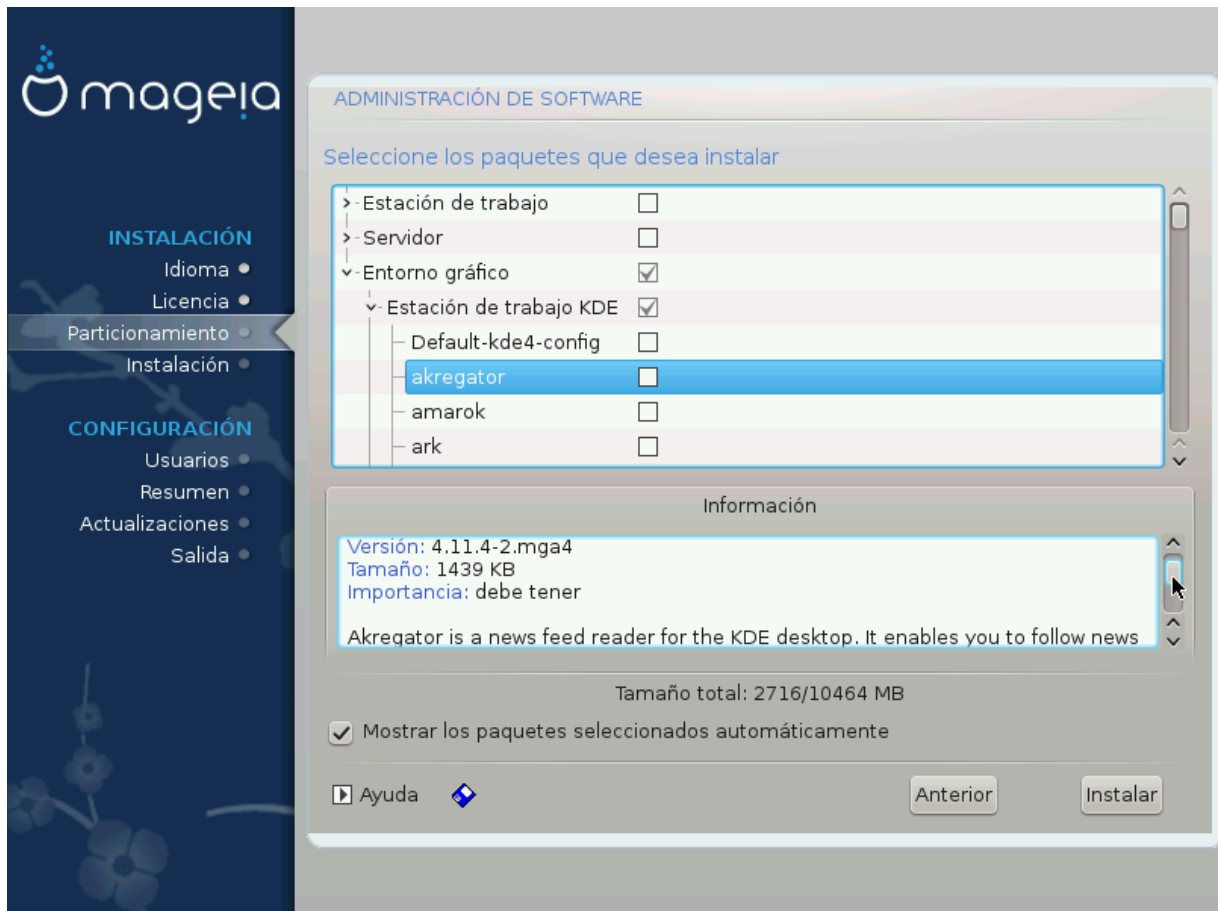 mageia
INSTALACIÓN
Idioma
Licencia
Particionamiento
Instalación
CONFIGURACIÓN
Usuarios
Resumen
Actualizaciones
Salida
ADMINISTRACIÓN DE SOFTWARE
Seleccione los paquetes que desea instalar
Estación de trabajo
Servidor
Entorno gráfico
Estación de trabajo KDE
Default-kde4-config
akregator
amarok
ark
Información
Versión: 4.11.4-2.mga4
Tamaño: 1439 KB
Importancia: debe tener
Akregator is a news feed reader for the KDE desktop. It enables you to follow news
Tamaño total: 2716/10464 MB
Mostrar los paquetes seleccionados automáticamente
Ayuda
Anterior
Instalar